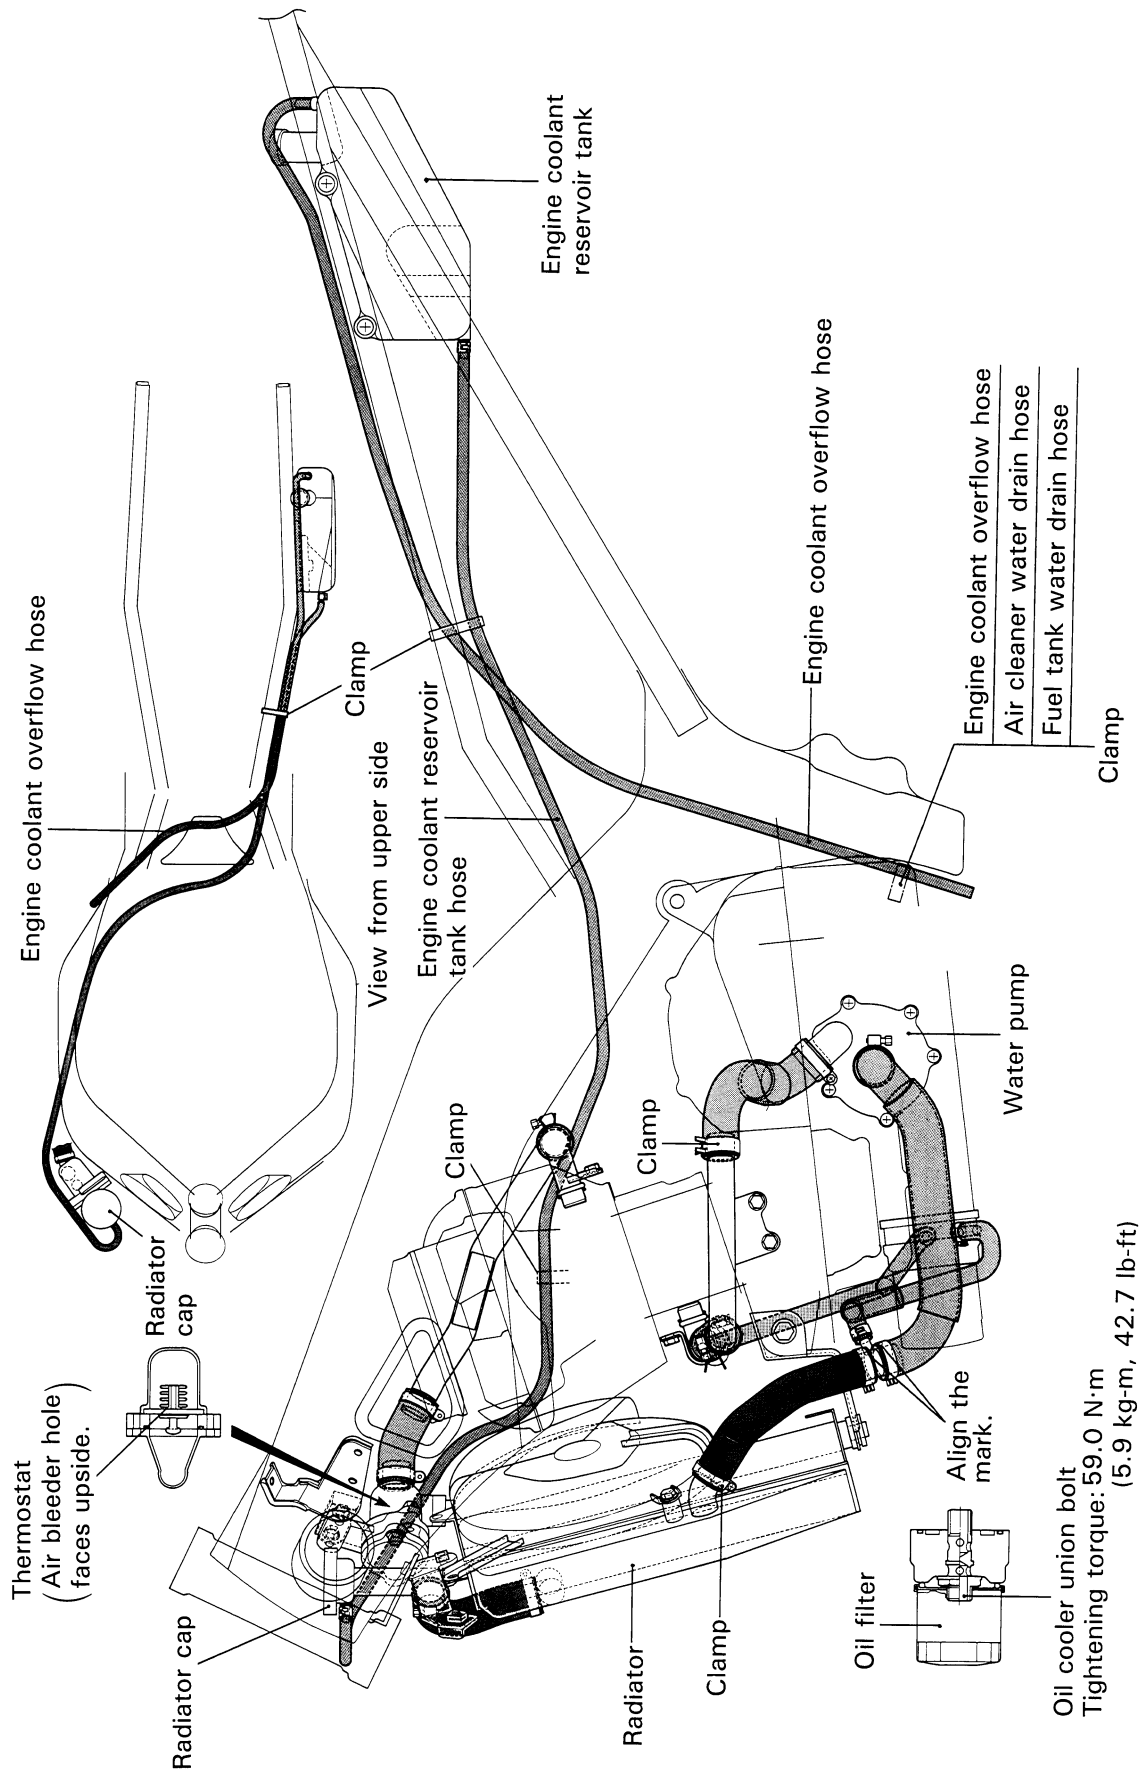 Thermostat
(Air bleeder hole
faces upside.)
Radiator
cap
Engine coolant overflow hose
Clamp
View from upper side
Engine coolant reservoir
tank hose
Engine coolant
reservoir tank
Radiator cap
Clamp
Clamp
Engine coolant overflow hose
Radiator
Clamp
Align the
mark.
Water pump
Engine coolant overflow hose
Air cleaner water drain hose
Fuel tank water drain hose
Clamp
Oil filter
Oil cooler union bolt
Tightening torque: 59.0 N·m
(5.9 kg-m, 42.7 lb-ft)